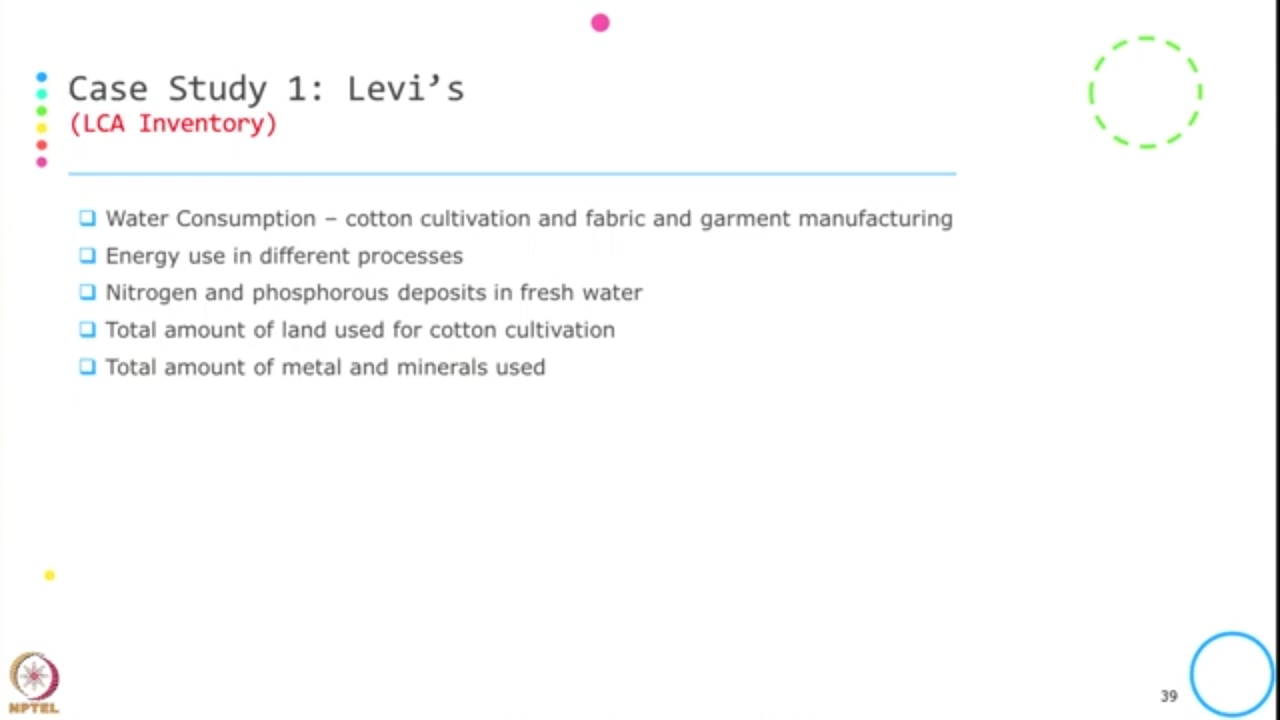 Case Study 1: Levi’s
(LCA Inventory)
Water Consumption – cotton cultivation and fabric and garment manufacturing
Energy use in different processes
Nitrogen and phosphorous deposits in fresh water
Total amount of land used for cotton cultivation
Total amount of metal and minerals used
NPTEL
39